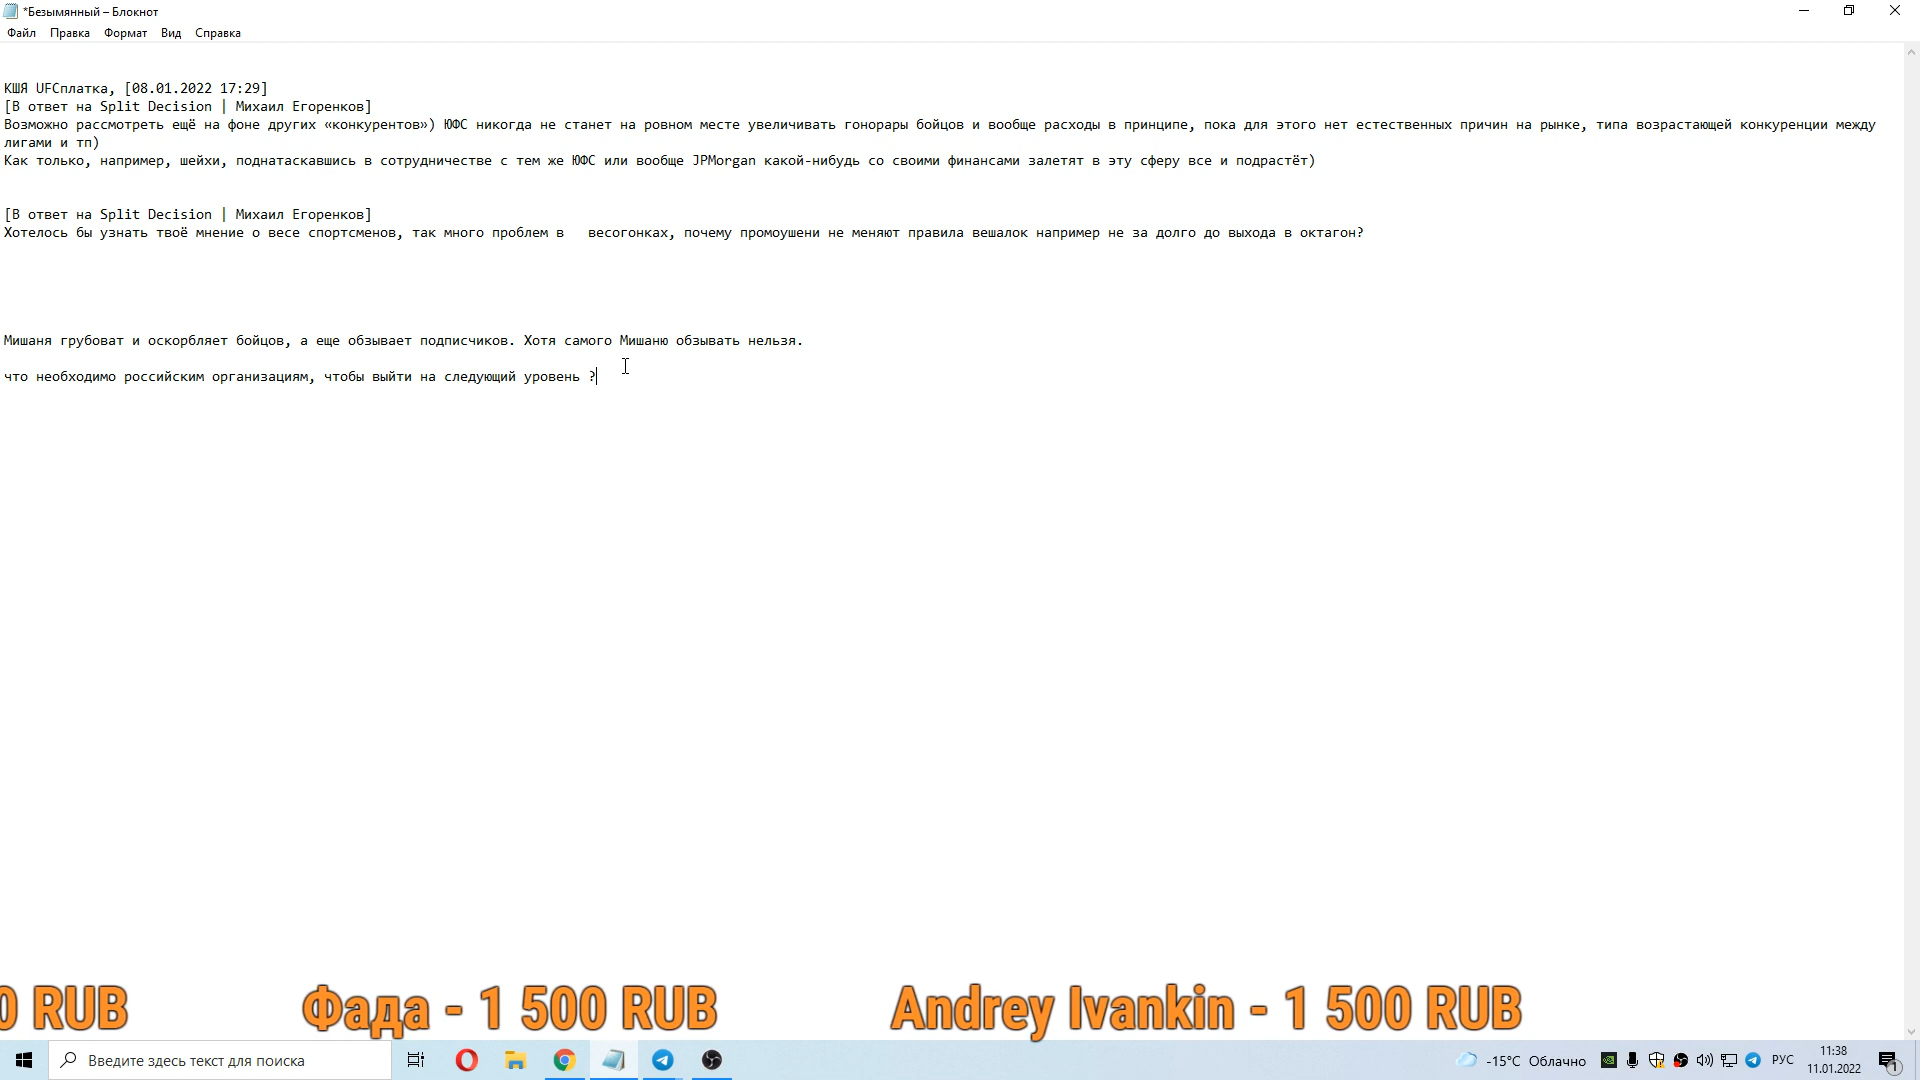 *Безымянный – Блокнот
Файл Правка Формат Вид Справка
КШЯ UFCплатка, [08.01.2022 17:29]
[В ответ на Split Decision | Михаил Егоренков]
Возможно рассмотреть ещё на фоне других «конкурентов») ЮФС никогда не станет на ровном месте увеличивать гонорары бойцов и вообще расходы в принципе, пока для этого нет естественных причин на рынке, типа возрастающей конкуренции между
лигами и тп)
Как только, например, шейхи, поднатаскавшись в сотрудничестве с тем же ЮФС или вообще JPMorgan какой-нибудь со своими финансами залетят в эту сферу все и подрастёт)
[В ответ на Split Decision | Михаил Егоренков]
Хотелось бы узнать твоё мнение о весе спортсменов, так много проблем в весогонках, почему промоушени не меняют правила вешалок например не за долго до выхода в октагон?
Мишаня грубоват и оскорбляет бойцов, а еще обзывает подписчиков. Хотя самого Мишаню обзывать нельзя.
что необходимо российским организациям, чтобы выйти на следующий уровень ?
0 RUB Фада - 1 500 RUB Andrey Ivankin - 1 500 RUB
Введите здесь текст для поиска
-15°C Облачно РУС 11:38
11.01.2022
1